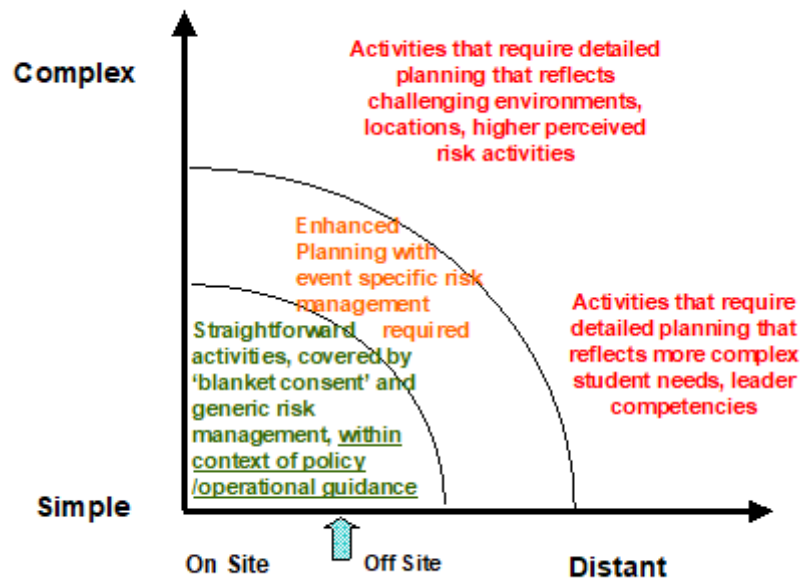 Complex
Activities that require detailed
planning that reflects
challenging environments,
locations, higher perceived
risk activities
Enhanced
Planning with
event specific risk
management
required
Straightforward
activities, covered by
‘blanket consent’ and
generic risk
management, within
context of policy
/operational guidance
Activities that require
detailed planning that
reflects more complex
student needs, leader
competencies
Simple
On Site
Off Site
Distant